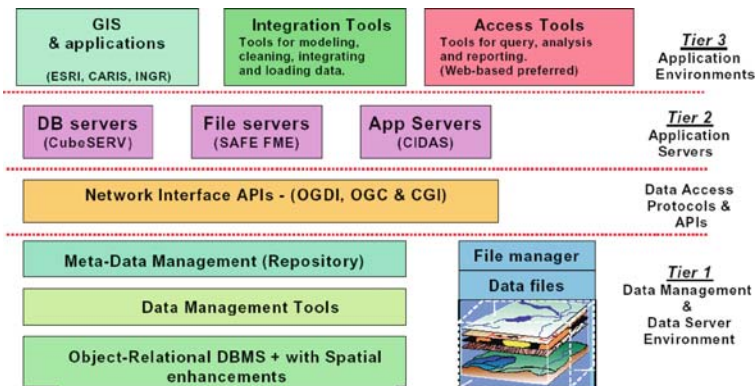 GIS
& applications
(ESRI, CARIS, INGR)
Integration Tools
Tools for modeling,
cleaning, integrating
and loading data.
Access Tools
Tools for query, analysis
and reporting.
(Web-based preferred)
Tier 3
Application
Environments
DB servers
(CubeSERV)
File servers
(SAFE FME)
App Servers
(CIDAS)
Tier 2
Application
Servers
Network Interface APIs - (OGDI, OGC & CGI)
Data Access
Protocols &
APIs
Meta-Data Management (Repository)
Data Management Tools
Object-Relational DBMS + with Spatial
enhancements
File manager
Data files
Tier 1
Data Management
&
Data Server
Environment